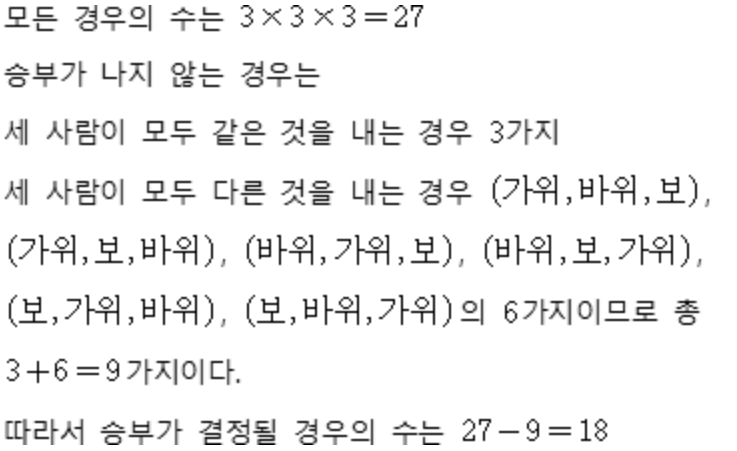 모든 경우의 수는 3×3×3=27
승부가 나지 않는 경우는
세 사람이 모두 같은 것을 내는 경우 3가지
세 사람이 모두 다른 것을 내는 경우 (가위,바위,보),
(가위,보,바위), (바위,가위,보), (바위,보,가위),
(보,가위,바위), (보,바위,가위)의 6가지이므로 총
3+6=9가지이다.
따라서 승부가 결정될 경우의 수는 27-9=18